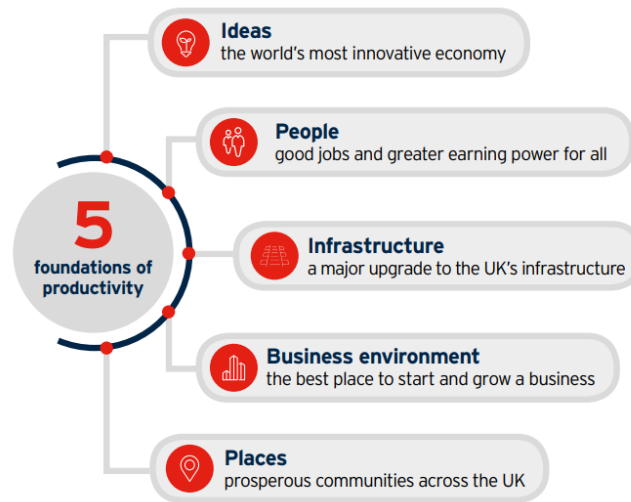 Ideas
the world's most innovative economy
People
good jobs and greater earning power for all
5
foundations of
productivity
Infrastructure
a major upgrade to the UK's infrastructure
Business environment
the best place to start and grow a business
Places
prosperous communities across the UK